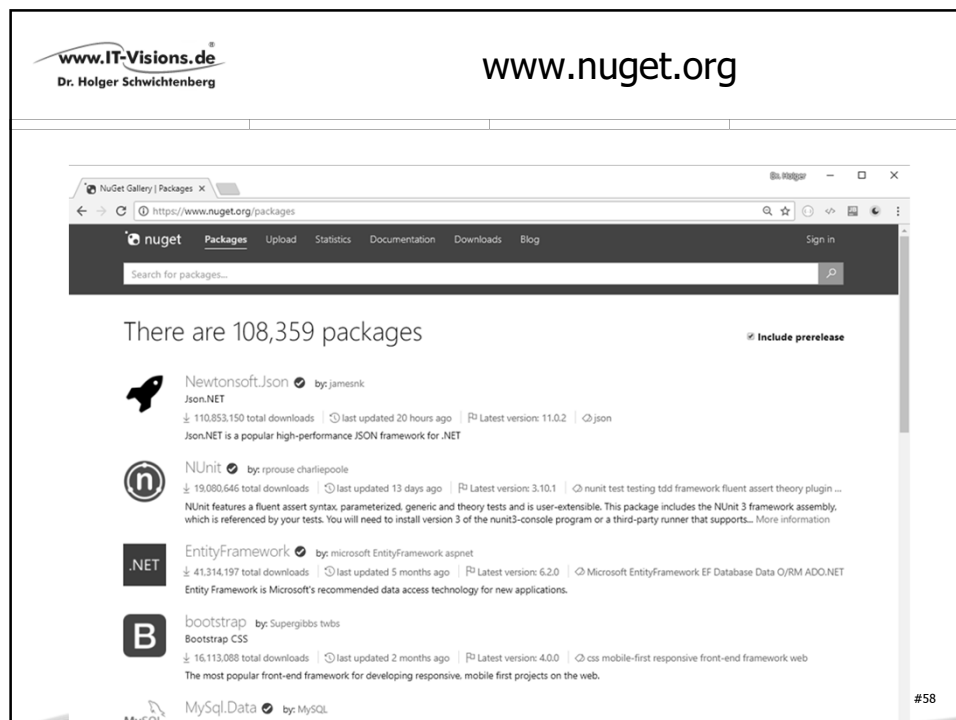 www.IT-Visions.de®
Dr. Holger Schwichtenberg
www.nuget.org
NuGet Gallery | Packages
Dr. Holger
https://www.nuget.org/packages
nuget Packages Upload Statistics Documentation Downloads Blog Sign in
Search for packages...
There are 108,359 packages
Include prerelease
Newtonsoft.Json by: jamesnk
Json.NET
110,853,150 total downloads last updated 20 hours ago Latest version: 11.0.2 json
Json.NET is a popular high-performance JSON framework for .NET
n
NUnit by: rprouse charliepoole
19,080,646 total downloads last updated 13 days ago Latest version: 3.10.1 nunit test testing tdd framework fluent assert theory plugin ...
NUnit features a fluent assert syntax, parameterized, generic and theory tests and is user-extensible. This package includes the NUnit 3 framework assembly,
which is referenced by your tests. You will need to install version 3 of the nunit3-console program or a third-party runner that supports... More information
.NET
EntityFramework by: microsoft EntityFramework aspnet
41,314,197 total downloads last updated 5 months ago Latest version: 6.2.0 Microsoft EntityFramework EF Database Data O/RM ADO.NET
Entity Framework is Microsoft's recommended data access technology for new applications.
B
bootstrap by: Supergibbs twbs
Bootstrap CSS
16,113,088 total downloads last updated 2 months ago Latest version: 4.0.0 css mobile-first responsive front-end framework web
The most popular front-end framework for developing responsive, mobile first projects on the web.
MySQL
MySql.Data by: MySQL
#58